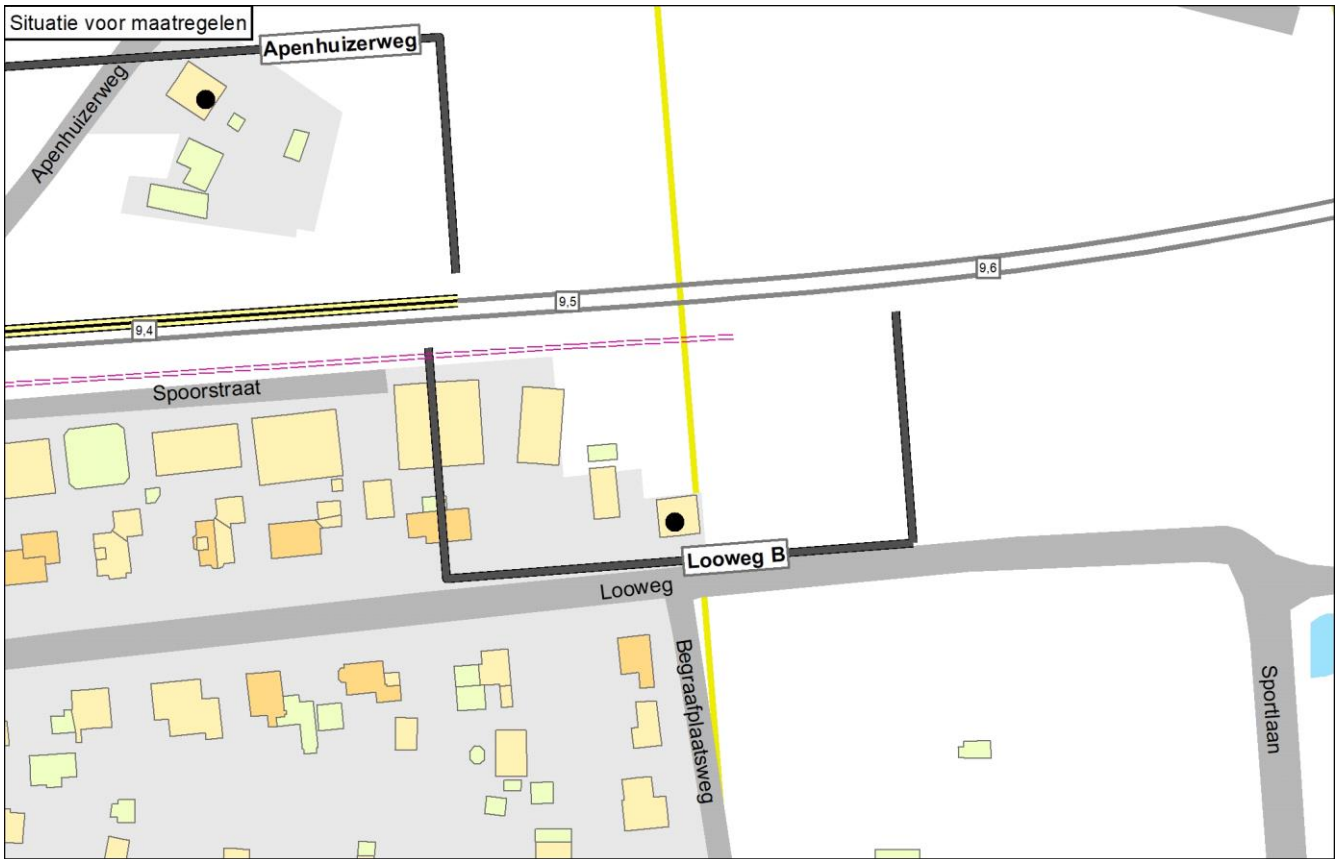 Situatie voor maatregelen
Apenhuizerweg
Apenhuizerweg
9,6
9,5
9,4
Spoorstraat
Looweg B
Looweg
Begraafplaatsweg
Sportlaan